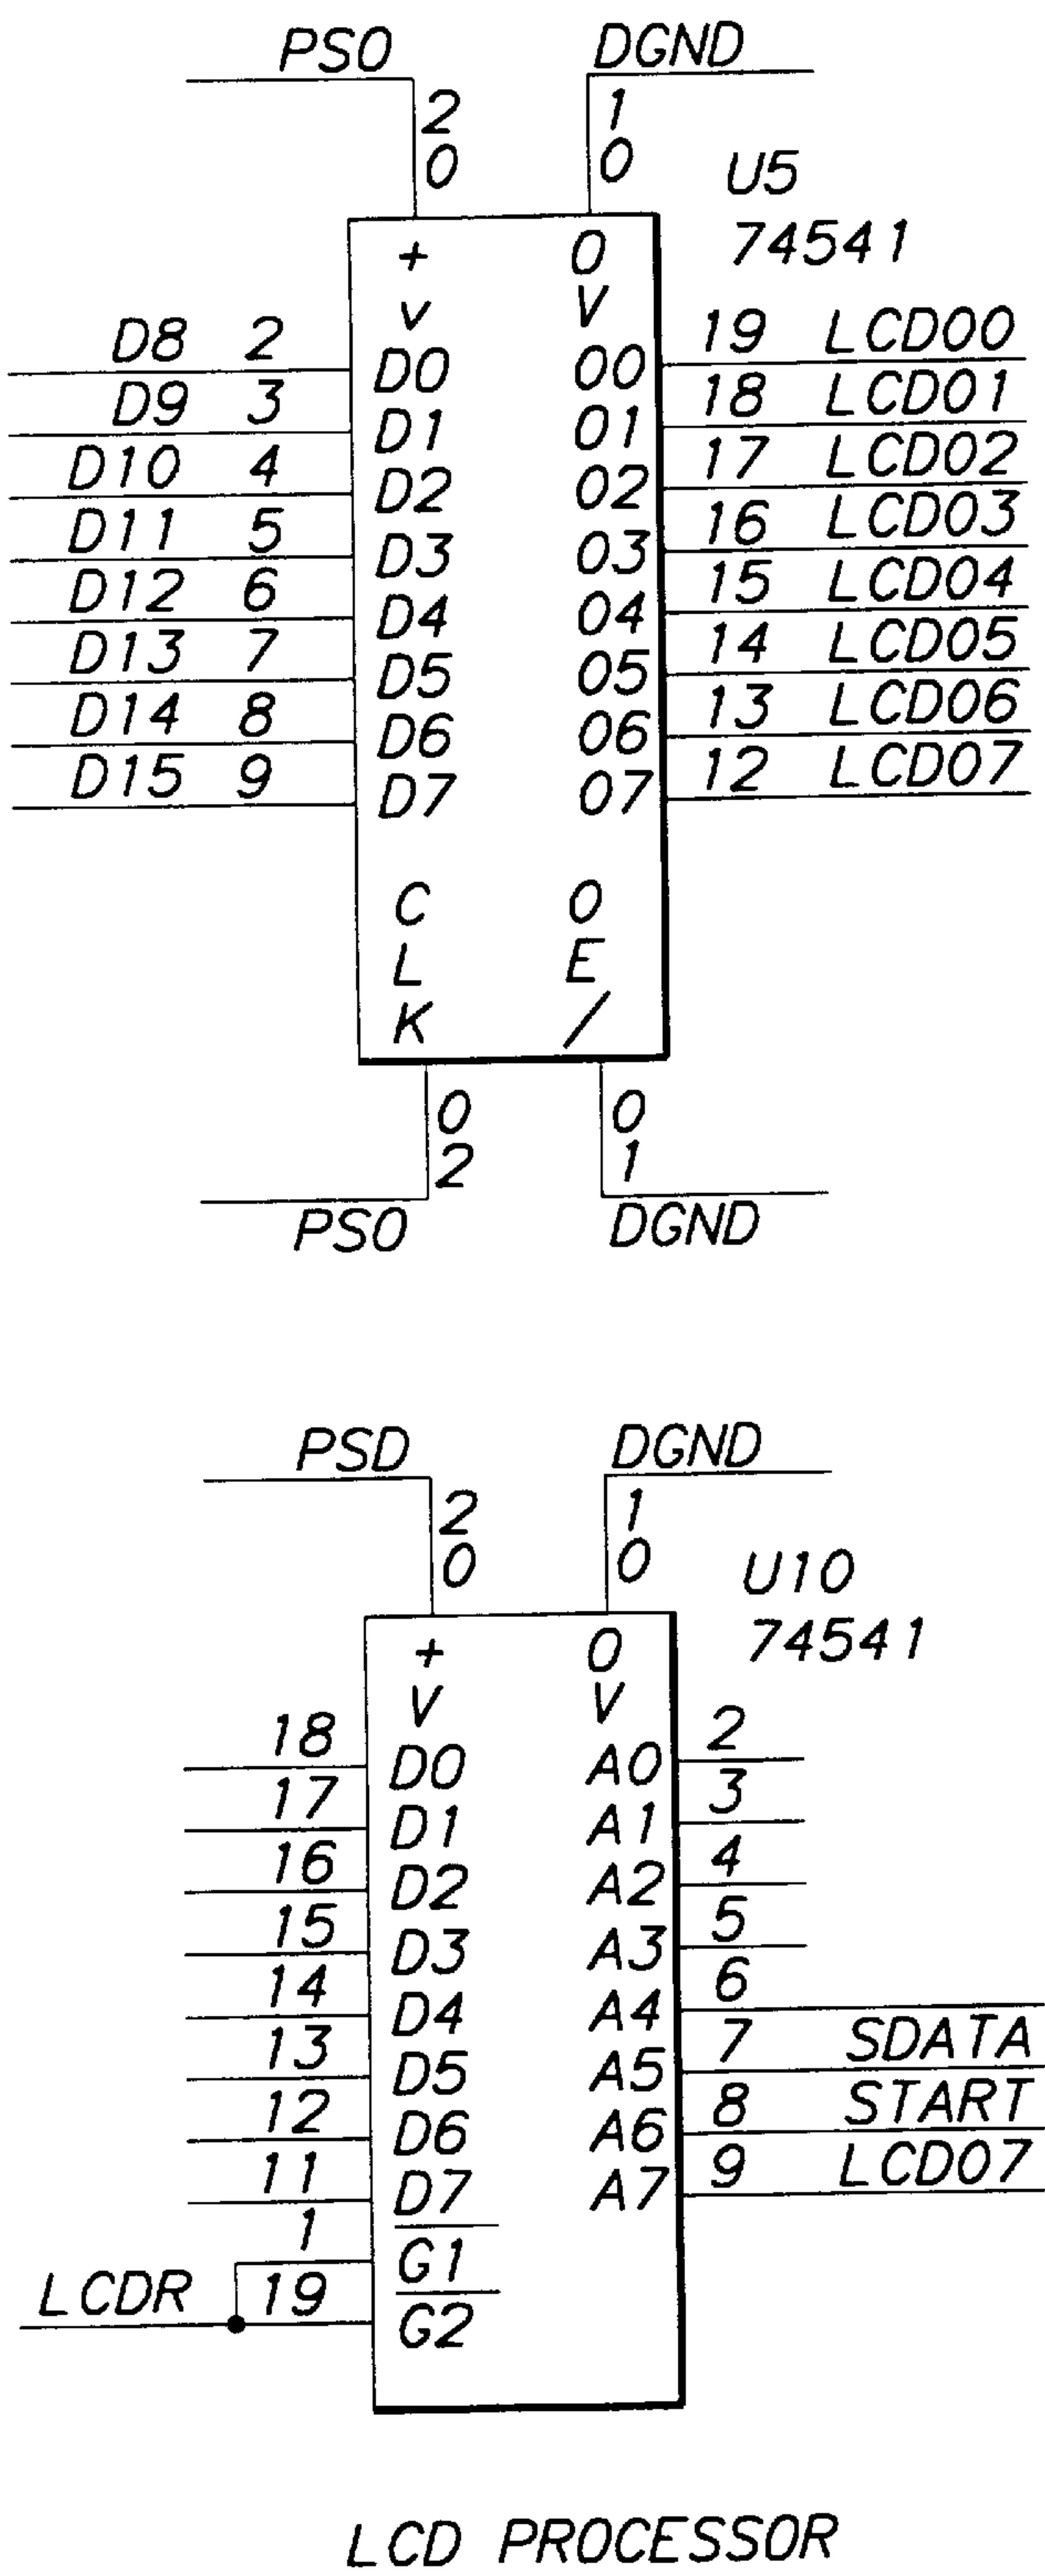 PS0 DGND
2 1
0 0
U5
74541
+ 0
v V
D8 2 D0 00 19 LCD00
D9 3 D1 01 18 LCD01
D10 4 D2 02 17 LCD02
D11 5 D3 03 16 LCD03
D12 6 D4 04 15 LCD04
D13 7 D5 05 14 LCD05
D14 8 D6 06 13 LCD06
D15 9 D7 07 12 LCD07
C O
L E
K /
0 0
2 1
PS0 DGND
PSD DGND
2 1
0 0
U10
74541
+ 0
V V
18 D0 A0 2
17 D1 A1 3
16 D2 A2 4
15 D3 A3 5
14 D4 A4 6
13 D5 A5 7 SDATA
12 D6 A6 8 START
11 D7 A7 9 LCD07
1 G1
LCDR 19 G2
LCD PROCESSOR